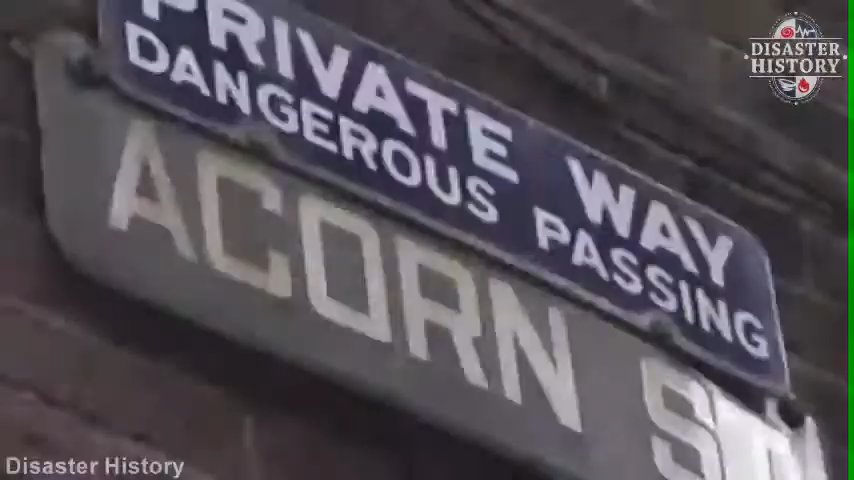 PRIVATE WAY
DANGEROUS PASSING
ACORN ST
DISASTER
HISTORY
Disaster History